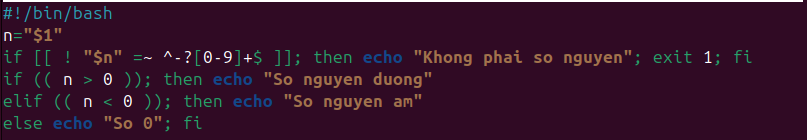 #!/bin/bash
n="$1"
if [[ ! "$n" =~ ^-?[0-9]+$ ]]; then echo "Khong phai so nguyen"; exit 1; fi
if (( n > 0 )); then echo "So nguyen duong"
elif (( n < 0 )); then echo "So nguyen am"
else echo "So 0"; fi